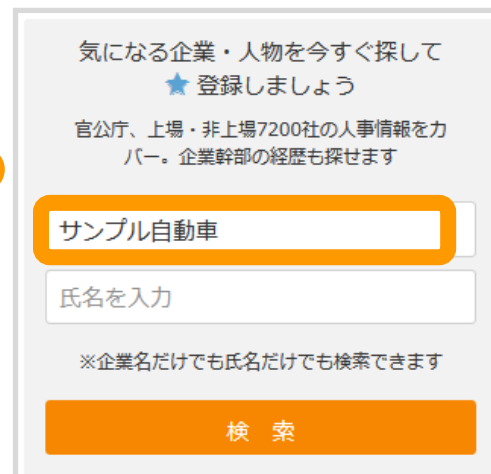 気になる企業・人物を今すぐ探して
★ 登録しましょう
官公庁、上場・非上場7200社の人事情報をカ
バー。企業幹部の経歴も探せます
サンプル自動車
氏名を入力
※企業名だけでも氏名だけでも検索できます
検 索